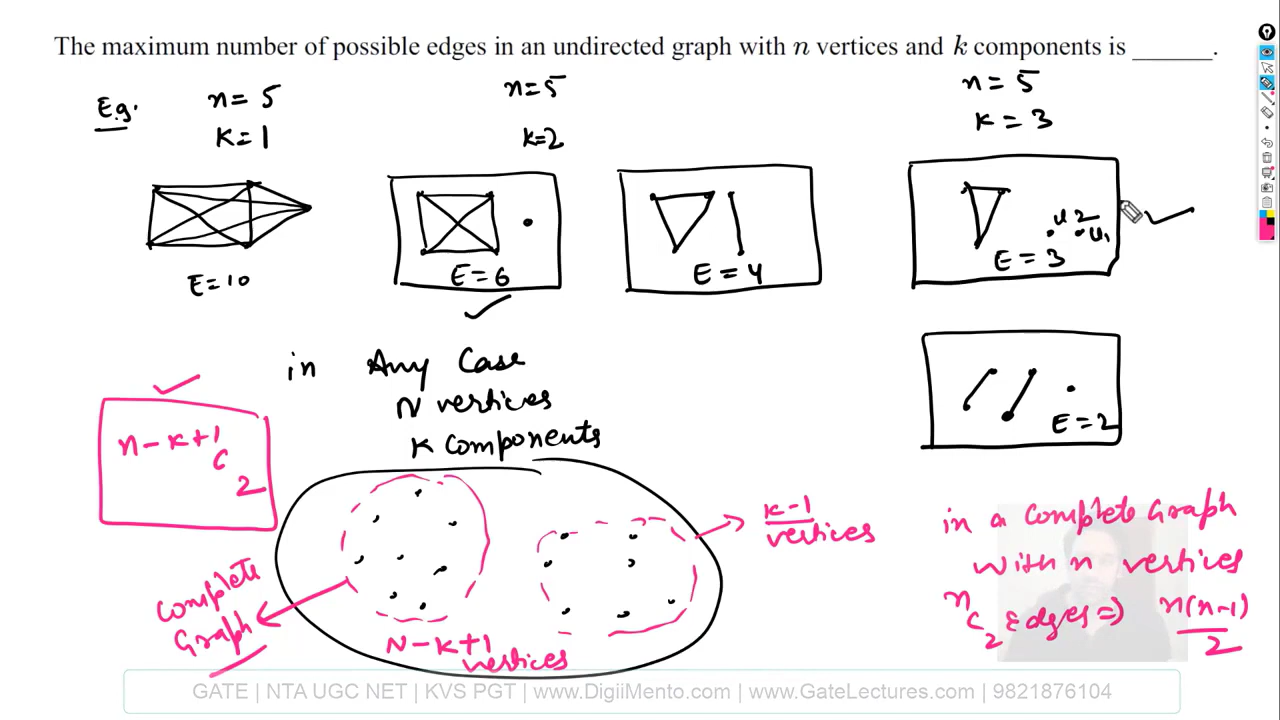 The maximum number of possible edges in an undirected graph with n vertices and k components is ______.
E.g.
n = 5
k = 1
E = 10
n = 5
k = 2
E = 6
E = 4
n = 5
k = 3
E = 3
E = 2
in Any Case
N vertices
k components
n-k+1
C
2
Complete
Graph
N-k+1
vertices
k-1
vertices
in a complete Graph
with n vertices
n
C
2 Edges ⇒ n(n-1)
2
GATE | NTA UGC NET | KVS PGT | www.DigiiMento.com | www.GateLectures.com | 9821876104